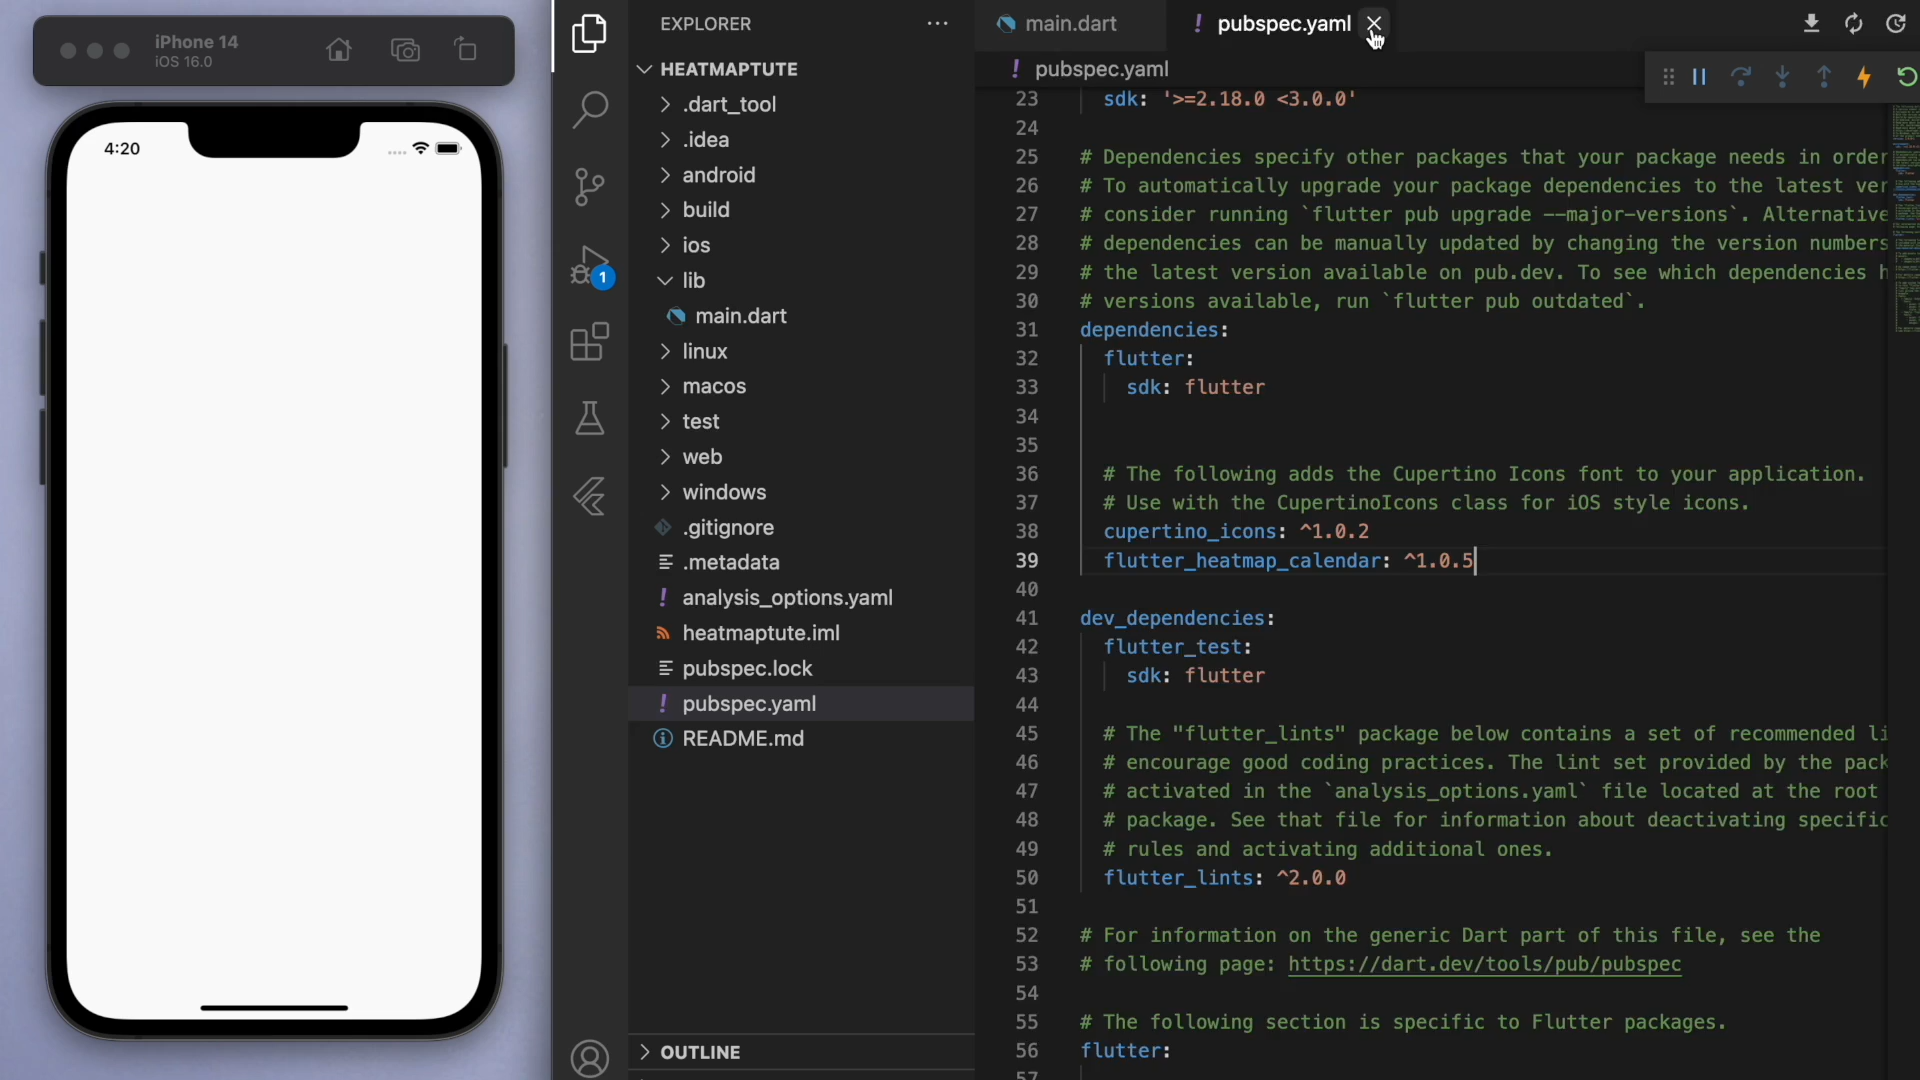 iPhone 14
iOS 16.0
4:20
EXPLORER
HEATMAPTUTE
.dart_tool
.idea
android
build
ios
lib
main.dart
linux
macos
test
web
windows
.gitignore
.metadata
analysis_options.yaml
heatmaptute.iml
pubspec.lock
pubspec.yaml
README.md
OUTLINE
1
main.dart
! pubspec.yaml
! pubspec.yaml
23 sdk: '>=2.18.0 <3.0.0'
24
25 # Dependencies specify other packages that your package needs in order
26 # To automatically upgrade your package dependencies to the latest ver
27 # consider running `flutter pub upgrade --major-versions`. Alternative
28 # dependencies can be manually updated by changing the version numbers
29 # the latest version available on pub.dev. To see which dependencies h
30 # versions available, run `flutter pub outdated`.
31 dependencies:
32 flutter:
33 sdk: flutter
34
35
36 # The following adds the Cupertino Icons font to your application.
37 # Use with the CupertinoIcons class for iOS style icons.
38 cupertino_icons: ^1.0.2
39 flutter_heatmap_calendar: ^1.0.5
40
41 dev_dependencies:
42 flutter_test:
43 sdk: flutter
44
45 # The "flutter_lints" package below contains a set of recommended li
46 # encourage good coding practices. The lint set provided by the pack
47 # activated in the `analysis_options.yaml` file located at the root
48 # package. See that file for information about deactivating specific
49 # rules and activating additional ones.
50 flutter_lints: ^2.0.0
51
52 # For information on the generic Dart part of this file, see the
53 # following page: https://dart.dev/tools/pub/pubspec
54
55 # The following section is specific to Flutter packages.
56 flutter:
57